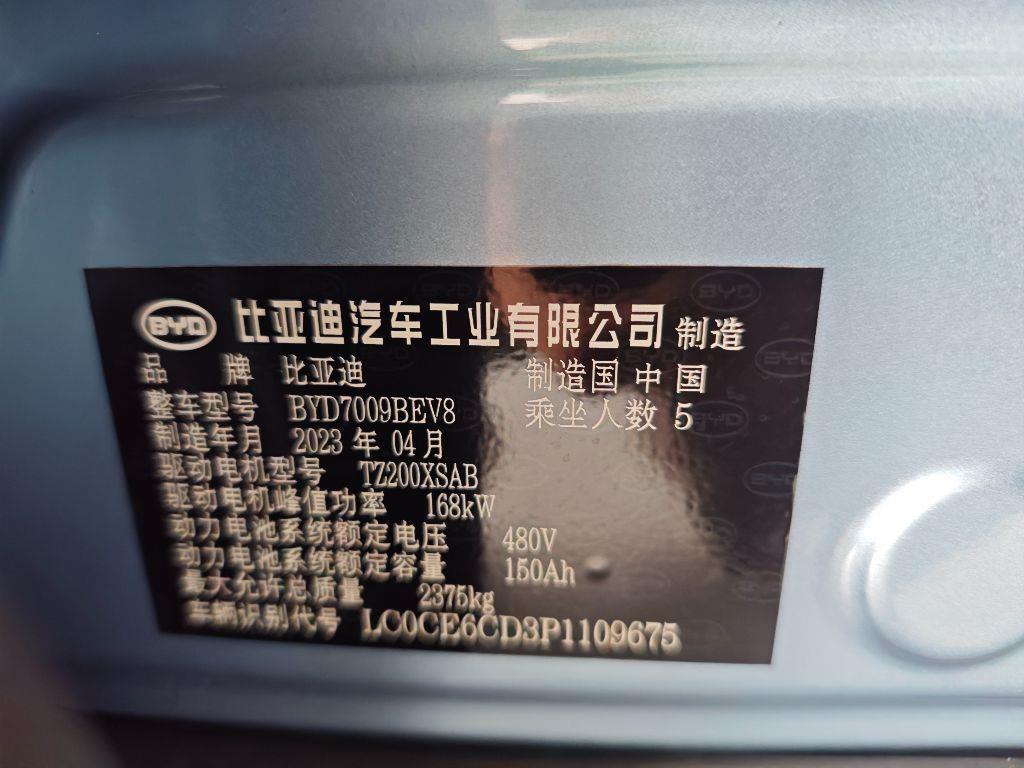 BYD 比亚迪汽车工业有限公司 制造
品 牌 比亚迪 制造国 中国
整车型号 BYD7009BEV8 乘坐人数 5
制造年月 2023 年 04 月
驱动电机型号 TZ200XSAB
驱动电机峰值功率 168kW
动力电池系统额定电压 480V
动力电池系统额定容量 150Ah
最大允许总质量 2375kg
车辆识别代号 LC0CE6CD3P1109675